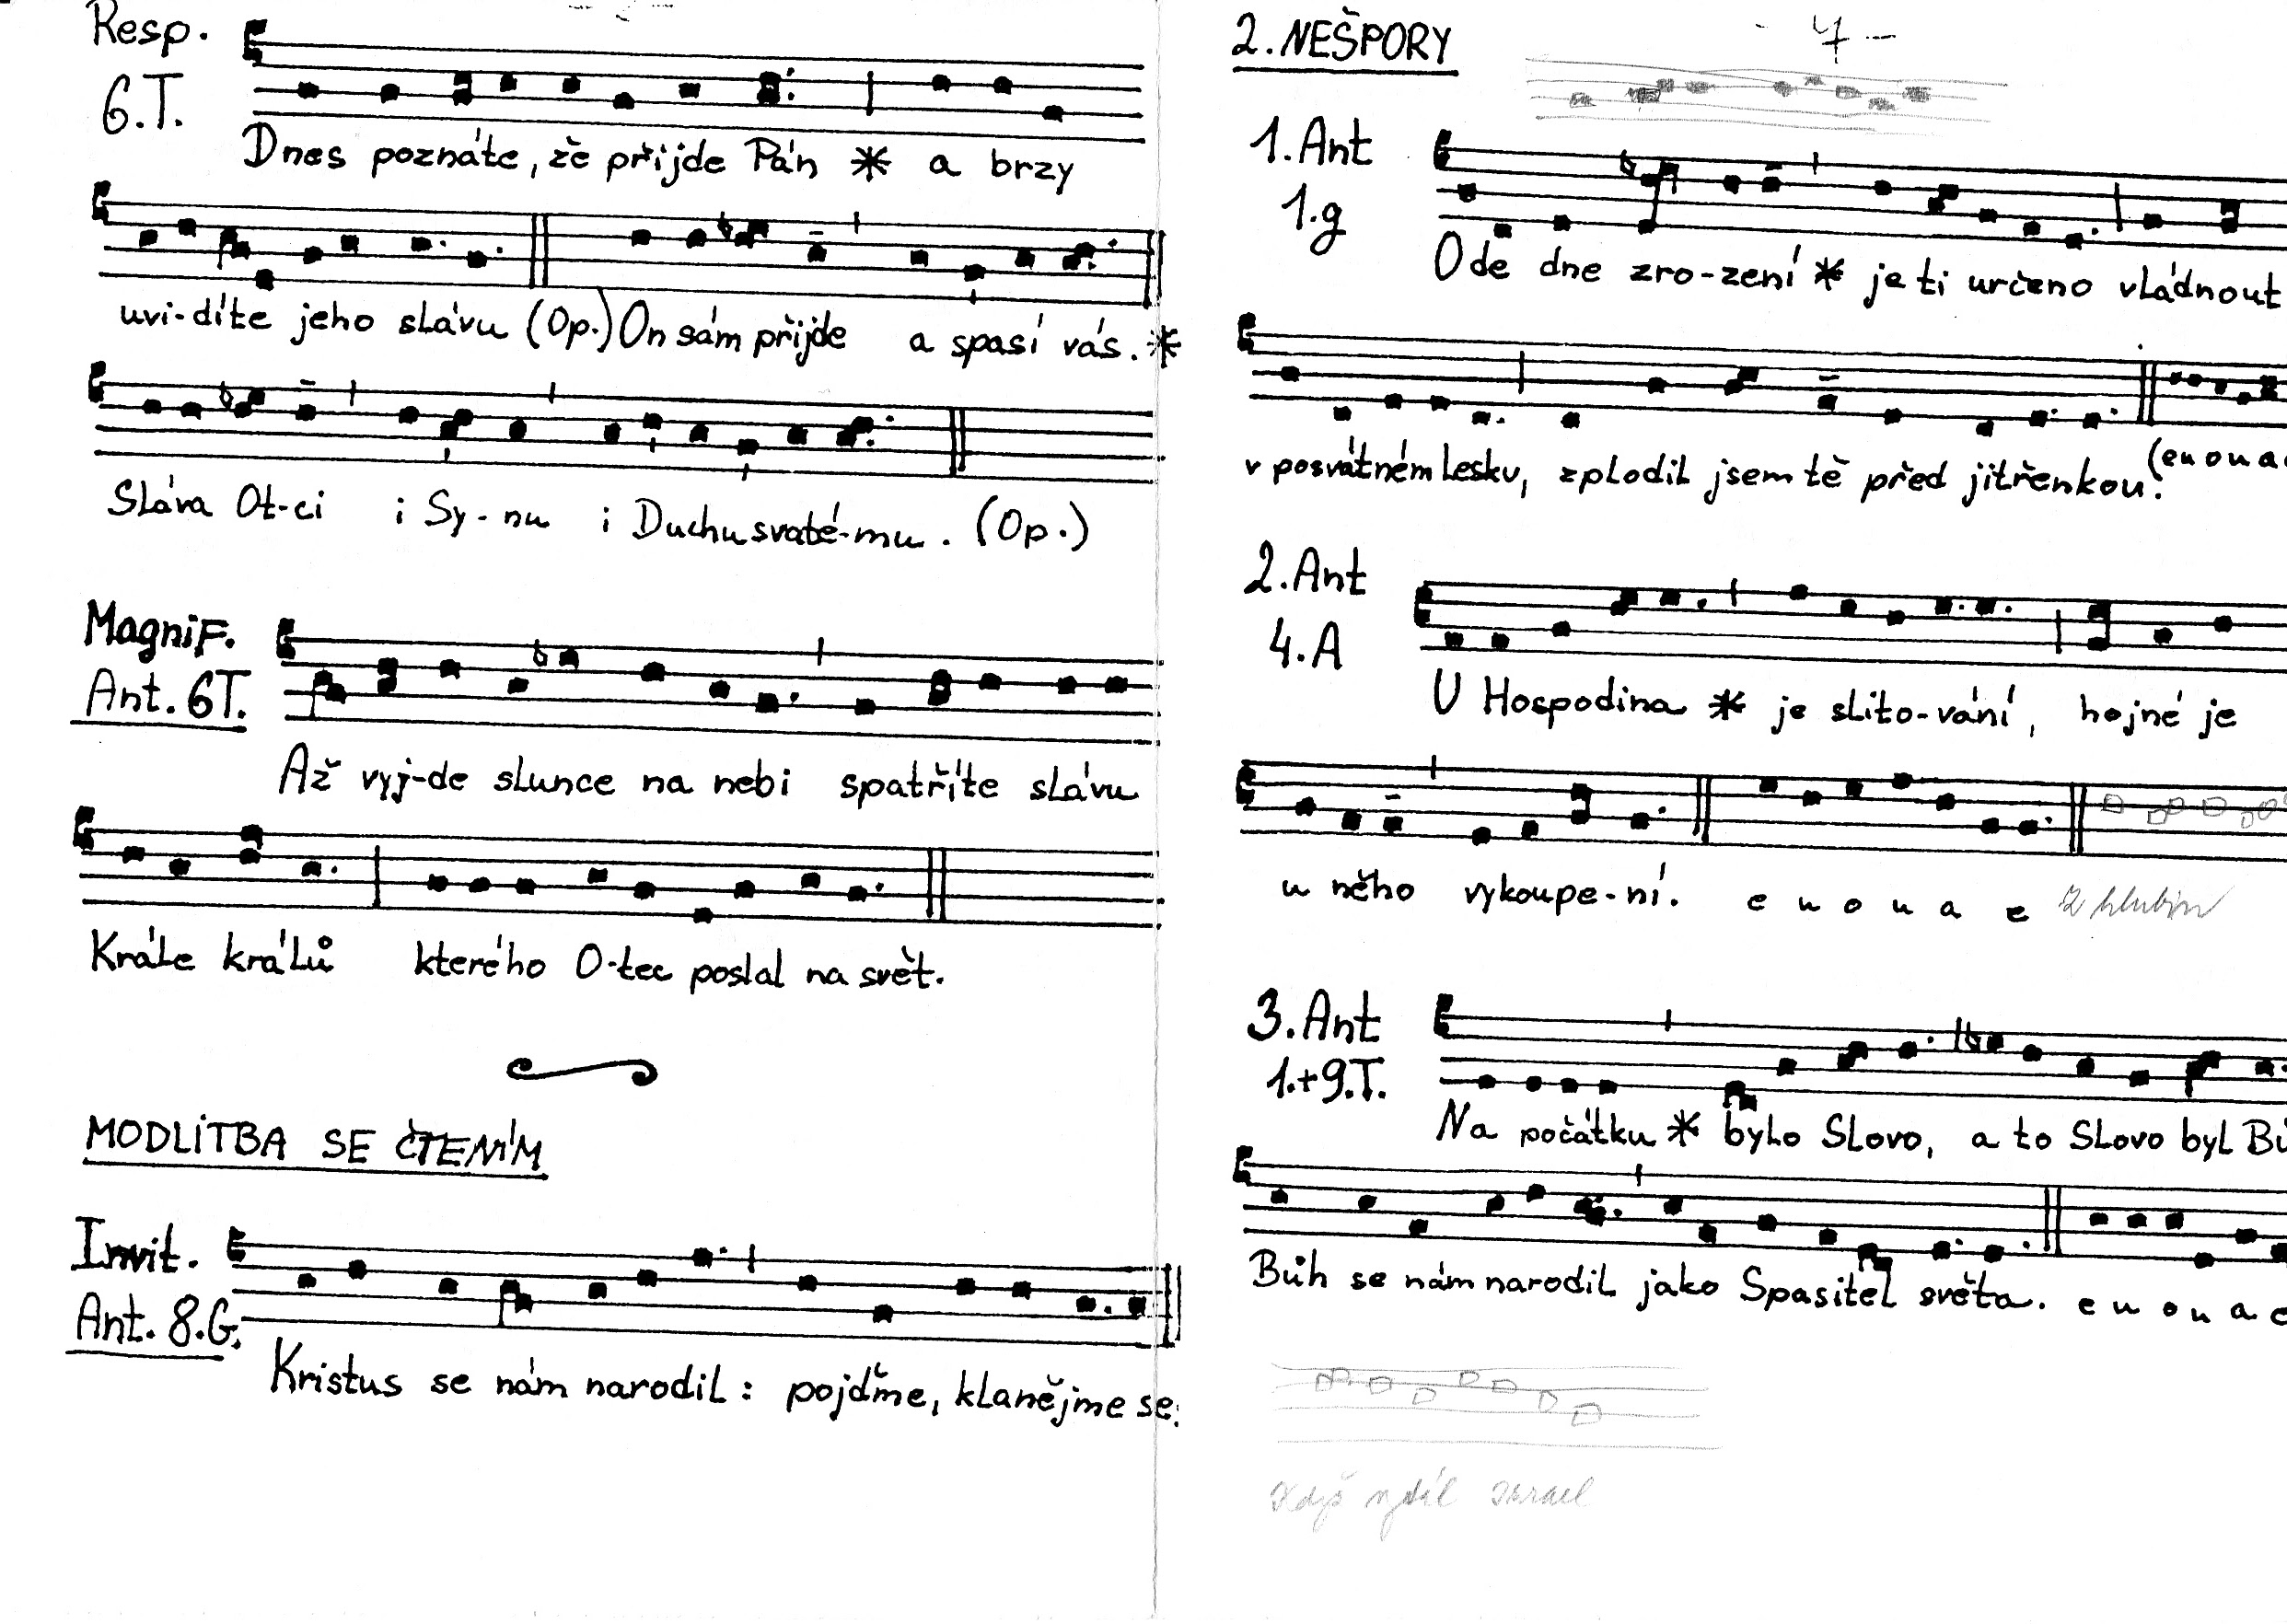 Resp.
6.T.
Dnes poznáte, že přijde Pán * a brzy
uvi-díte jeho slávu (Op.) On sám přijde a spasí vás. *
Sláva Ot-ci i Sy-nu i Duchu svaté-mu. (Op.)
Magnif.
Ant. 6T.
Až vyj-de slunce na nebi spatříte slávu
Krále králů kterého O-tec poslal na svět.
MODLITBA SE ČTENÍM
Invit.
Ant. 8.G.
Kristus se nám narodil: pojďme, klanějme se.
2. NEŠPORY
1. Ant
1.g
Ode dne zro-zení * je ti určeno vládnout
v posvátném lesku, zplodil jsem tě před jitřenkou. (e u o u a
2. Ant
4. A
U Hospodina * je slito-vání, hojné je
u něho vykoupe-ní. e u o u a e Z hlubin
3. Ant
1.+9.T.
Na počátku * bylo Slovo, a to Slovo byl Bů
Bůh se nám narodil jako Spasitel světa. e u o u a e
Když vyšel Izrael